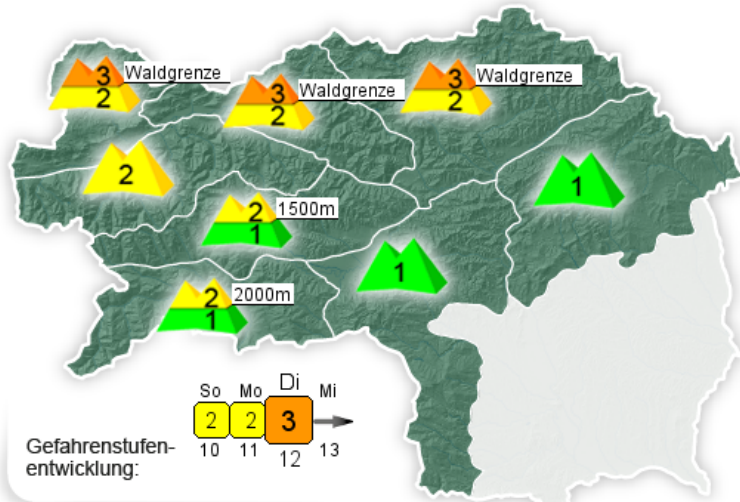 3 Waldgrenze
2
3 Waldgrenze
2
3 Waldgrenze
2
2
1
2 1500m
1
1
2 2000m
1
So Mo Di Mi
2 2 3
10 11 12 13
Gefahrenstufen-
entwicklung: